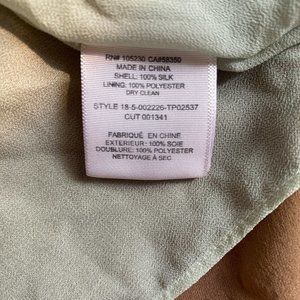 RN# 105230 CA#58350
MADE IN CHINA
SHELL: 100% SILK
LINING: 100% POLYESTER
DRY CLEAN
STYLE 18-5-002226-TP02537
CUT 001341
FABRIQUÉ EN CHINE
EXTERIEUR: 100% SOIE
DOUBLURE: 100% POLYESTER
NETTOYAGE À SEC